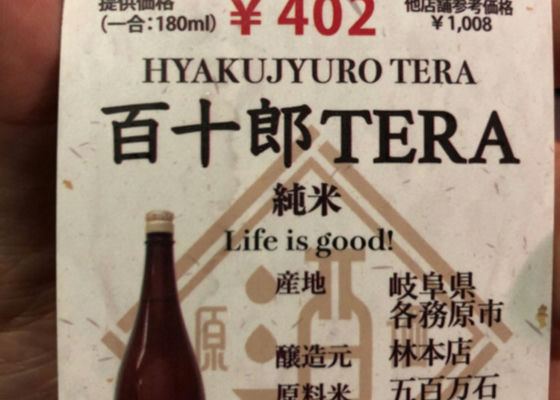 提供価格 ¥402 他店舗参考価格
(一合:180ml) ¥1,008
HYAKUJYURO TERA
百十郎TERA
純米
Life is good!
産地 岐阜県
各務原市
醸造元 林本店
原料米 五百万石
原 酒